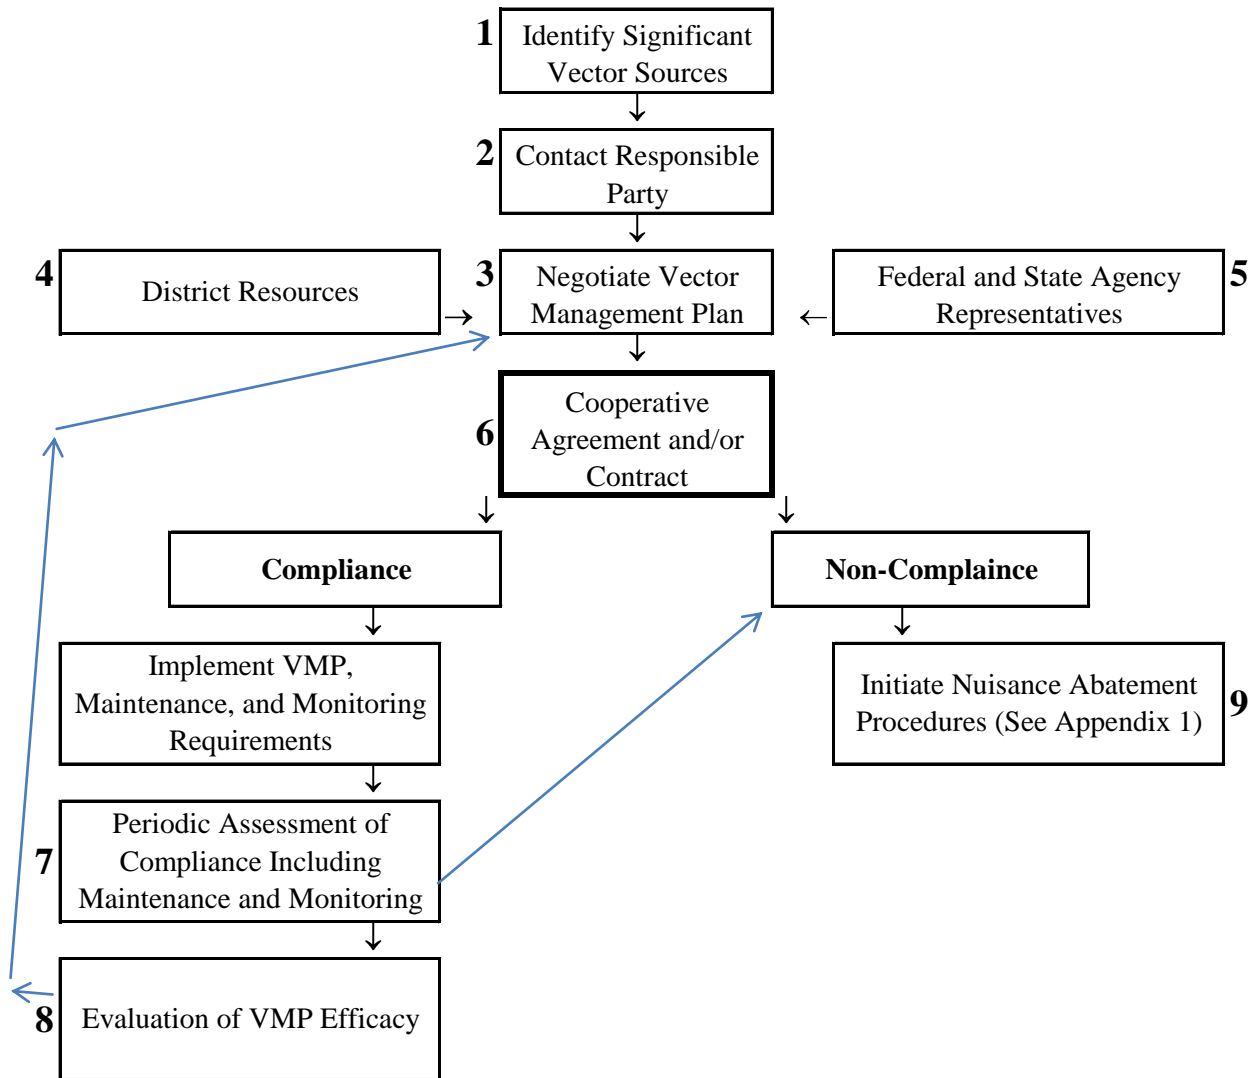 1
Identify Significant
Vector Sources
2
Contact Responsible
Party
4
District Resources
3
Negotiate Vector
Management Plan
Federal and State Agency
Representatives
5
6
Cooperative
Agreement and/or
Contract
Compliance
Non-Complaince
Implement VMP,
Maintenance, and Monitoring
Requirements
Initiate Nuisance Abatement
Procedures (See Appendix 1)
9
7
Periodic Assessment of
Compliance Including
Maintenance and Monitoring
8
Evaluation of VMP Efficacy